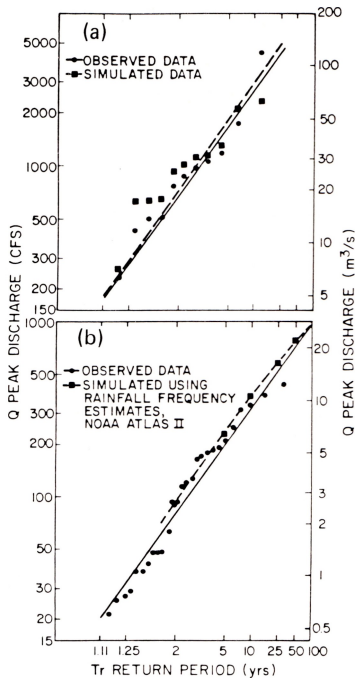 (a)
OBSERVED DATA
SIMULATED DATA
5000
3000
2000
1000
500
300
200
150
200
100
50
30
20
10
5
Q PEAK DISCHARGE (CFS)
Q PEAK DISCHARGE (m³/s)
(b)
OBSERVED DATA
SIMULATED USING
RAINFALL FREQUENCY
ESTIMATES,
NOAA ATLAS II
1000
500
300
200
100
50
30
20
15
20
10
5
3
2
1
0.5
1.11 1.25 2 5 10 25 50 100
Tr RETURN PERIOD (yrs)